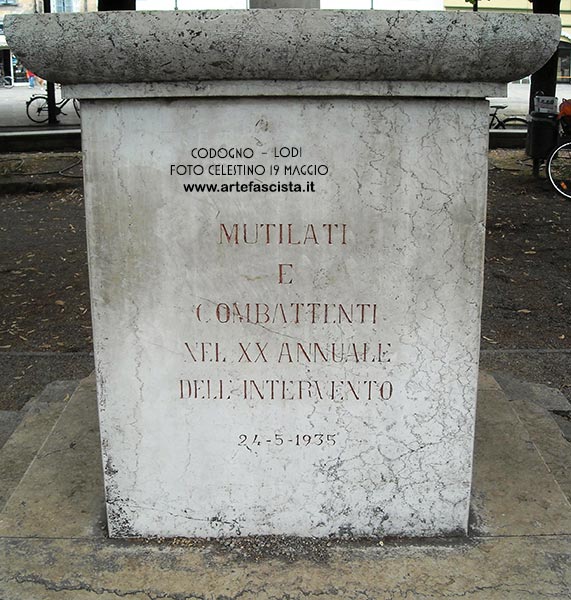 CODOGNO - LODI
FOTO CELESTINO 19 MAGGIO
www.artefascista.it
MUTILATI
E
COMBATTENTI
NEL XX ANNUALE
DELL'INTERVENTO
24-5-1935